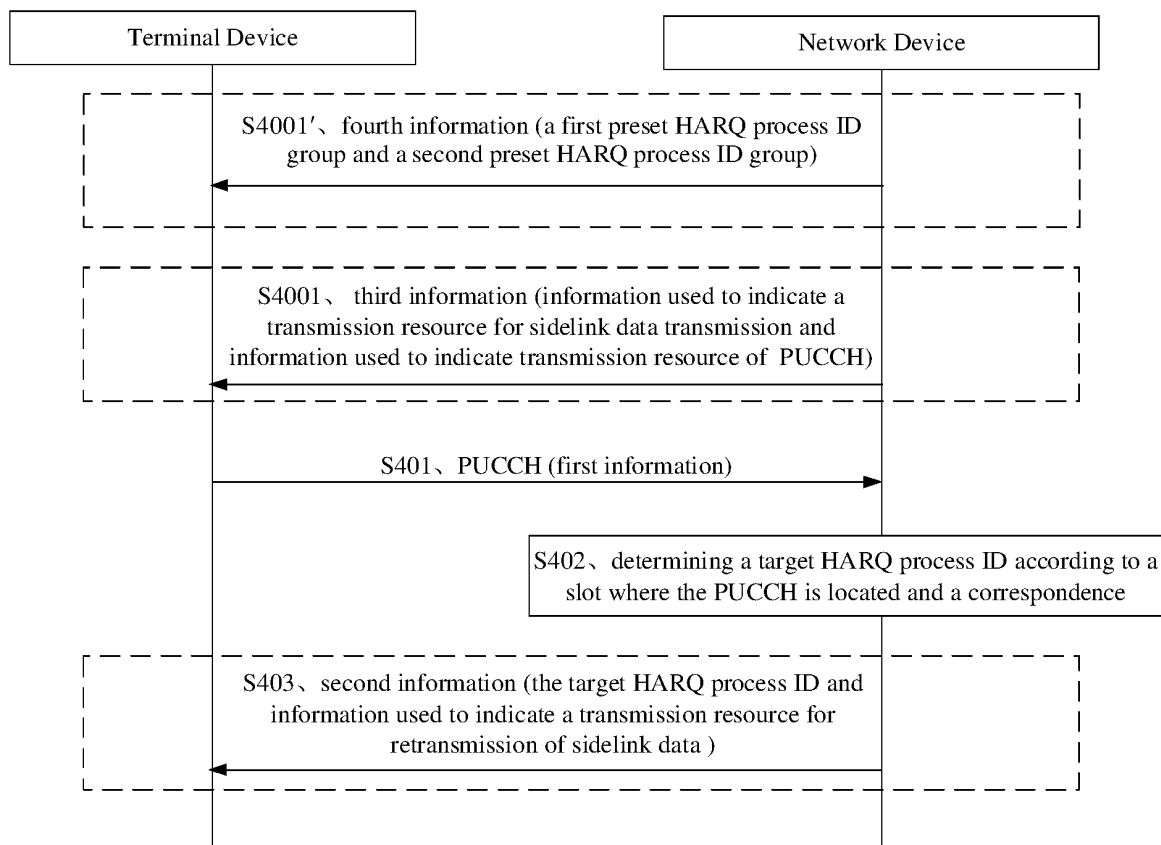 Terminal Device
Network Device
S4001′、fourth information (a first preset HARQ process ID
group and a second preset HARQ process ID group)
S4001、 third information (information used to indicate a
transmission resource for sidelink data transmission and
information used to indicate transmission resource of PUCCH)
S401、PUCCH (first information)
S402、determining a target HARQ process ID according to a
slot where the PUCCH is located and a correspondence
S403、second information (the target HARQ process ID and
information used to indicate a transmission resource for
retransmission of sidelink data )